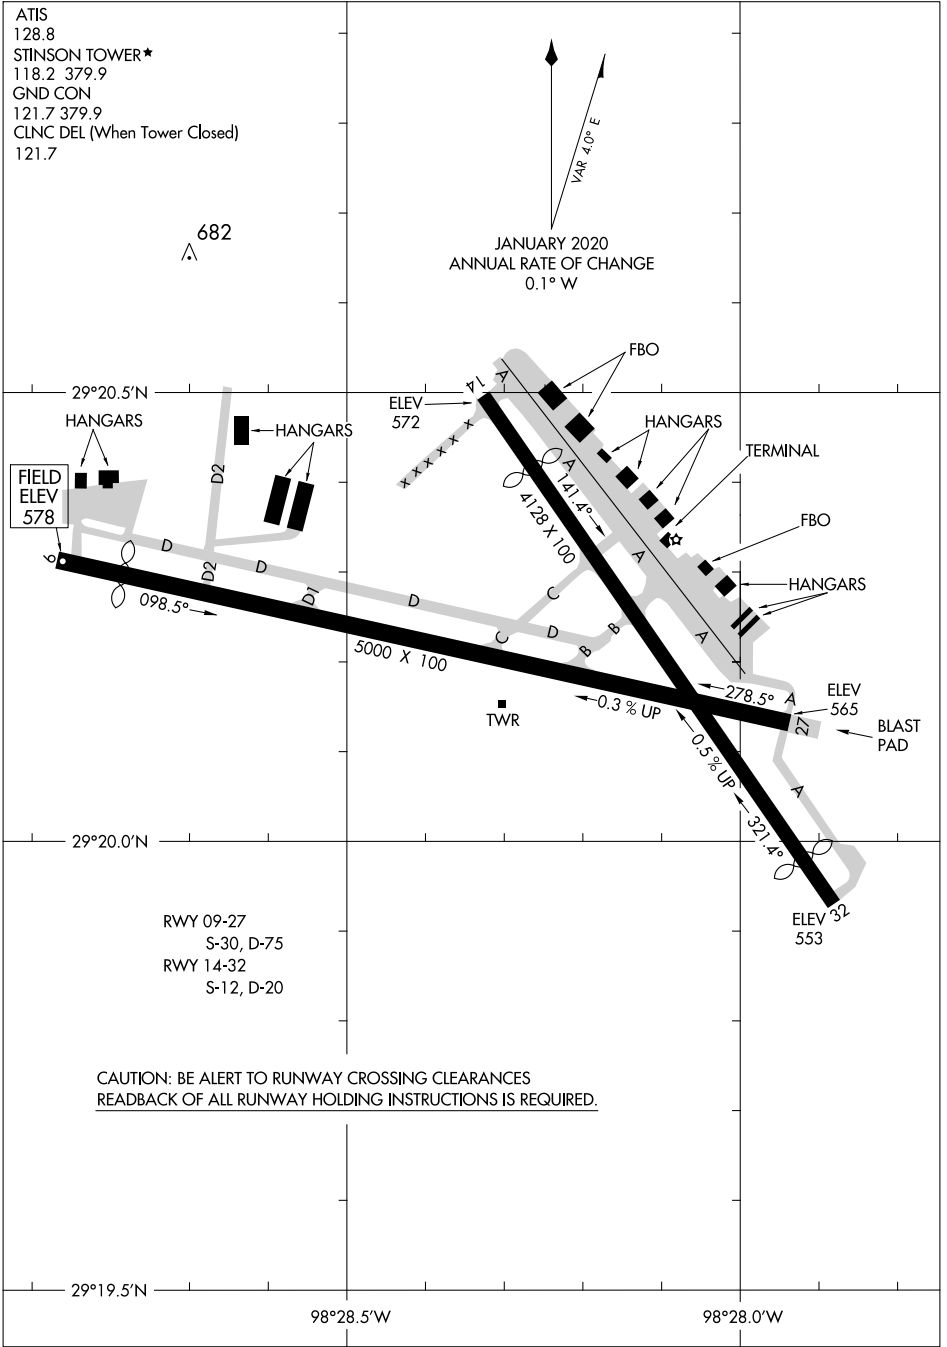 ATIS
128.8
STINSON TOWER★
118.2 379.9
GND CON
121.7 379.9
CLNC DEL (When Tower Closed)
121.7
682
VAR 4.0° E
JANUARY 2020
ANNUAL RATE OF CHANGE
0.1° W
FBO
29°20.5'N
14
A
ELEV
572
HANGARS
HANGARS
HANGARS
TERMINAL
FIELD
ELEV
578
D2
x x x x x x
A
141.4°
4128 X 100
FBO
9
D
D2
D
A
HANGARS
098.5°
D1
D
C
B
D
C
B
A
5000 X 100
278.5°
A
ELEV
565
0.3 % UP
27
BLAST
PAD
TWR
0.5 % UP
A
29°20.0'N
321.4°
ELEV
553
32
RWY 09-27
S-30, D-75
RWY 14-32
S-12, D-20
CAUTION: BE ALERT TO RUNWAY CROSSING CLEARANCES
READBACK OF ALL RUNWAY HOLDING INSTRUCTIONS IS REQUIRED.
29°19.5'N
98°28.5'W
98°28.0'W